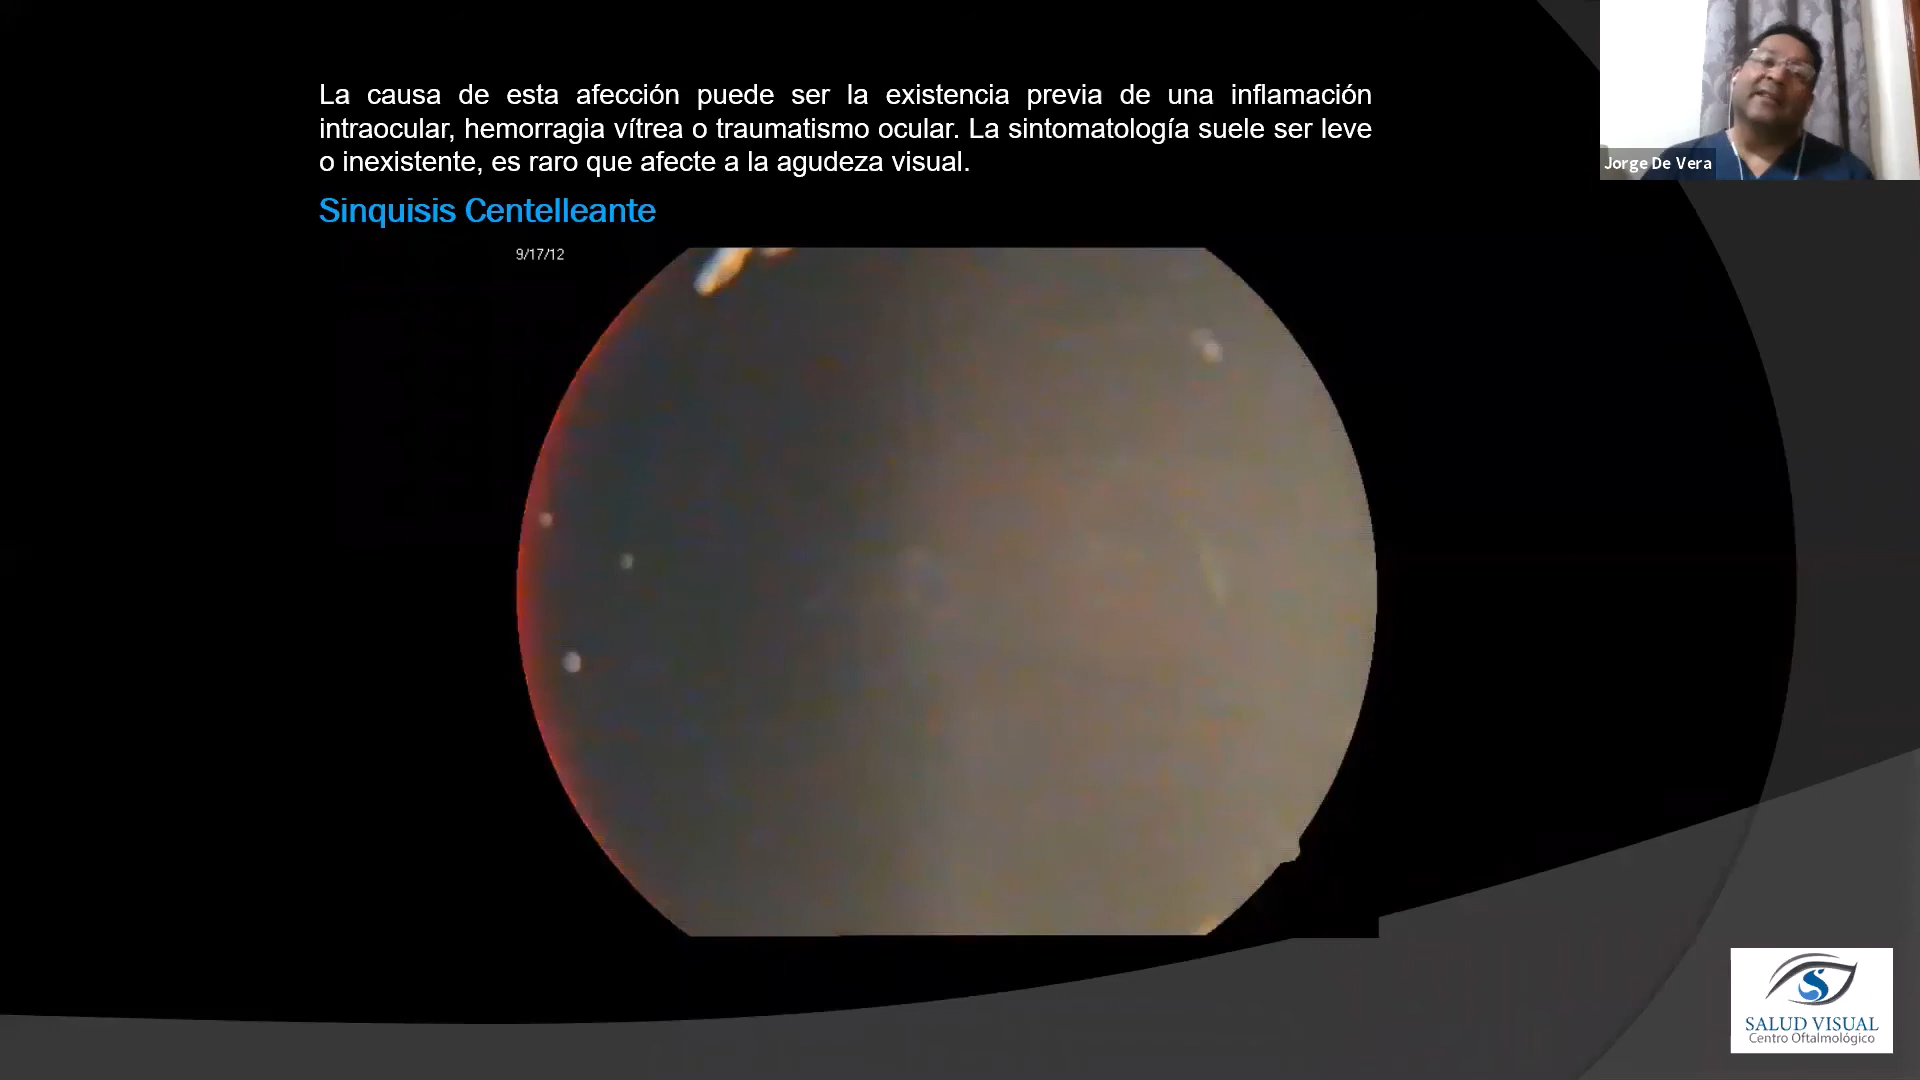 La causa de esta afección puede ser la existencia previa de una inflamación
intraocular, hemorragia vítrea o traumatismo ocular. La sintomatología suele ser leve
o inexistente, es raro que afecte a la agudeza visual.
Sinquisis Centelleante
9/17/12
Jorge De Vera
SALUD VISUAL
Centro Oftalmológico